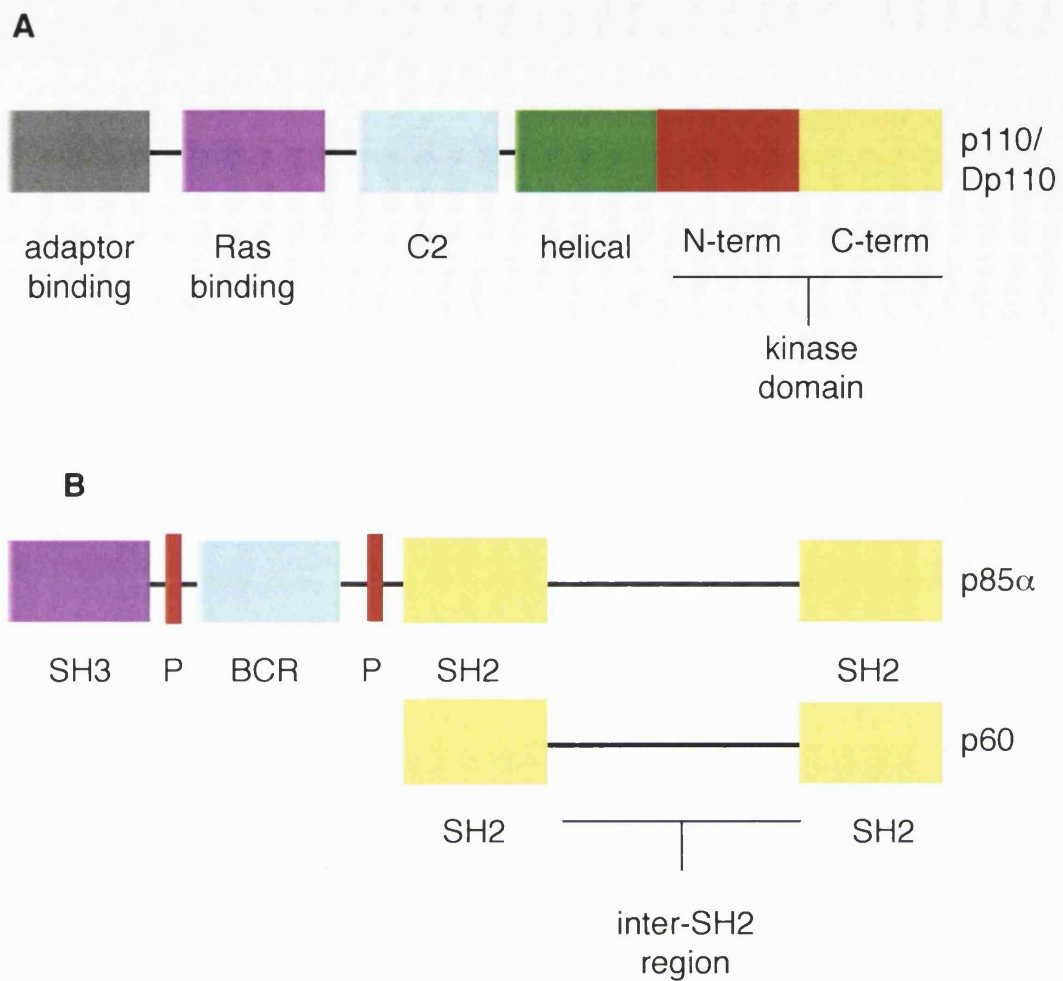 A
p110/
Dp110
adaptor
binding
Ras
binding
C2
helical
N-term
C-term
kinase
domain
B
p85α
SH3 P BCR P SH2 SH2
p60
SH2 SH2
inter-SH2
region